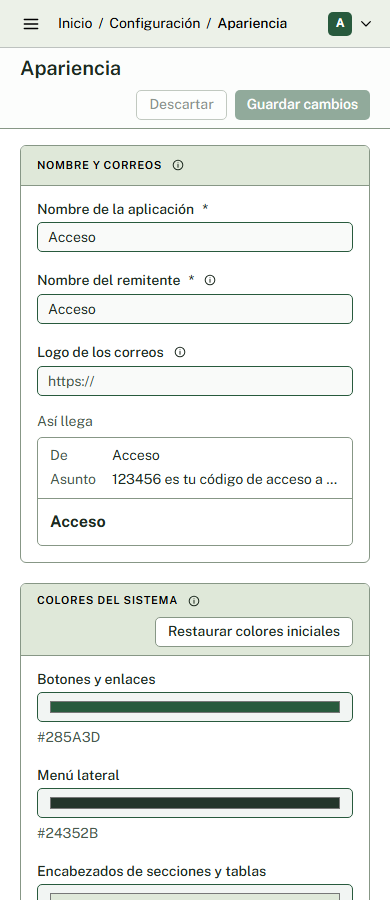 Inicio / Configuración / Apariencia
A
Apariencia
Descartar
Guardar cambios
NOMBRE Y CORREOS
Nombre de la aplicación *
Acceso
Nombre del remitente *
Acceso
Logo de los correos
https://
Así llega
De Acceso
Asunto 123456 es tu código de acceso a ...
Acceso
COLORES DEL SISTEMA
Restaurar colores iniciales
Botones y enlaces
#285A3D
Menú lateral
#24352B
Encabezados de secciones y tablas